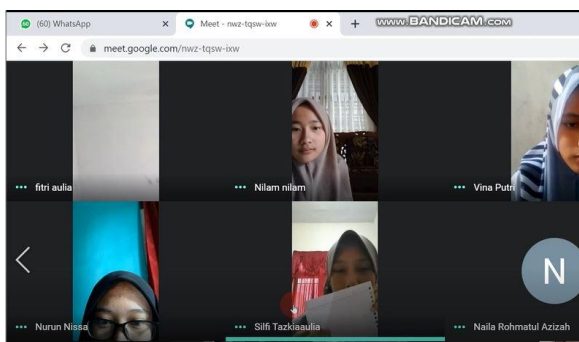 (60) WhatsApp
Meet - nwz-tqsw-ixw
www.BANDICAM.com
meet.google.com/nwz-tqsw-ixw
fitri aulia
Nilam nilam
Vina Putri
N
Nurun Nissa
Silfi Tazkiaaulia
Naila Rohmatul Azizah